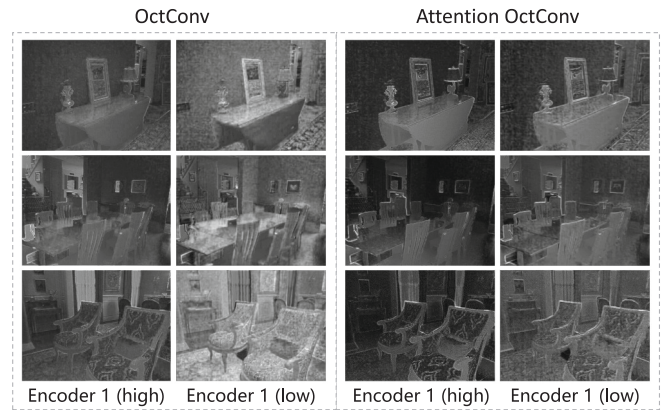 OctConv
Attention OctConv
Encoder 1 (high)
Encoder 1 (low)
Encoder 1 (high)
Encoder 1 (low)